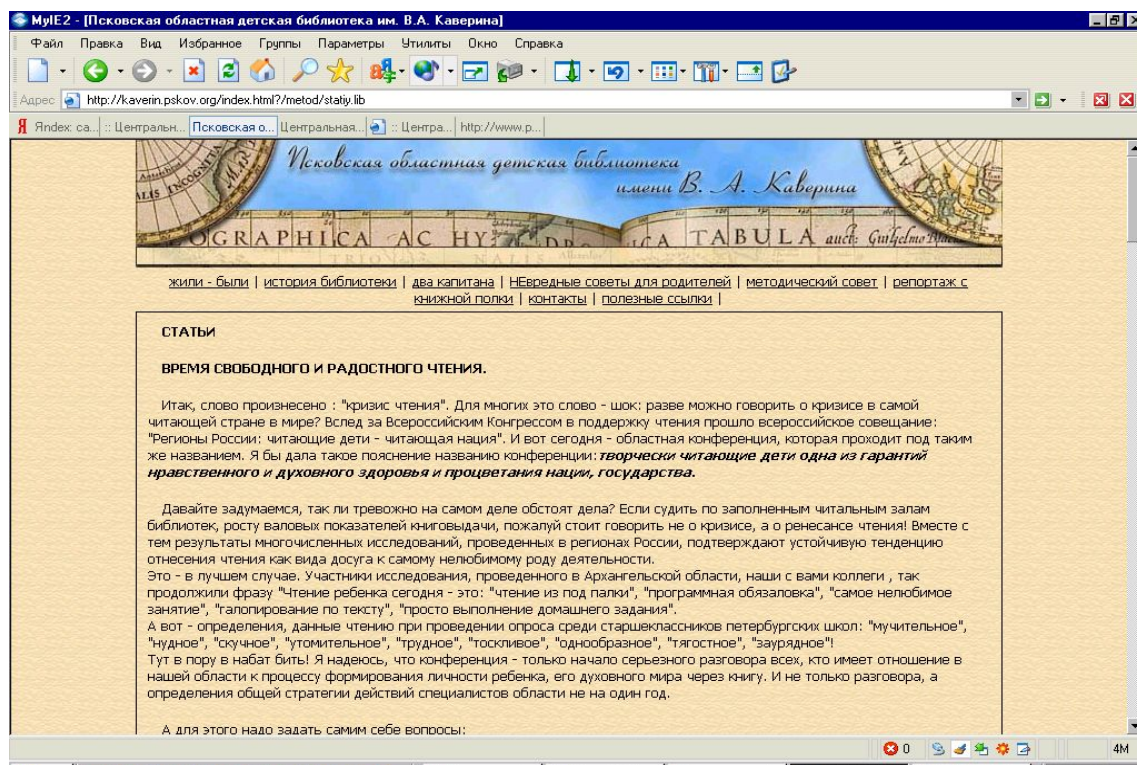 MyIE2 - [Псковская областная детская библиотека им. В.А. Каверина]
Файл Правка Вид Избранное Группы Параметры Утилиты Окно Справка
Адрес http://kaverin.pskov.org/index.html?/metod/statiy.lib
Яndex: са... :: Центральн... Псковская о... Центральная... :: Центра... http://www.p...
Псковская областная детская библиотека
имени В. А. Каверина
OGRAPHICA AC HY TABULA auct:
жили - были | история библиотеки | два капитана | НЕвредные советы для родителей | методический совет | репортаж с
книжной полки | контакты | полезные ссылки |
СТАТЬИ
ВРЕМЯ СВОБОДНОГО И РАДОСТНОГО ЧТЕНИЯ.
Итак, слово произнесено : "кризис чтения". Для многих это слово - шок: разве можно говорить о кризисе в самой
читающей стране в мире? Вслед за Всероссийским Конгрессом в поддержку чтения прошло всероссийское совещание:
"Регионы России: читающие дети - читающая нация". И вот сегодня - областная конференция, которая проходит под таким
же названием. Я бы дала такое пояснение названию конференции: творчески читающие дети одна из гарантий
нравственного и духовного здоровья и процветания нации, государства.
Давайте задумаемся, так ли тревожно на самом деле обстоят дела? Если судить по заполненным читальным залам
библиотек, росту валовых показателей книговыдачи, пожалуй стоит говорить не о кризисе, а о ренесансе чтения! Вместе с
тем результаты многочисленных исследований, проведенных в регионах России, подтверждают устойчивую тенденцию
отнесения чтения как вида досуга к самому нелюбимому роду деятельности.
Это - в лучшем случае. Участники исследования, проведенного в Архангельской области, наши с вами коллеги , так
продолжили фразу "Чтение ребенка сегодня - это: "чтение из под палки", "программная обязаловка", "самое нелюбимое
занятие", "галопирование по тексту", "просто выполнение домашнего задания".
А вот - определения, данные чтению при проведении опроса среди старшеклассников петербургских школ: "мучительное",
"нудное", "скучное", "утомительное", "трудное", "тоскливое", "однообразное", "тягостное", "заурядное"!
Тут в пору в набат бить! Я надеюсь, что конференция - только начало серьезного разговора всех, кто имеет отношение в
нашей области к процессу формирования личности ребенка, его духовного мира через книгу. И не только разговора, а
определения общей стратегии действий специалистов области не на один год.
А для этого надо задать самим себе вопросы:
0 4M